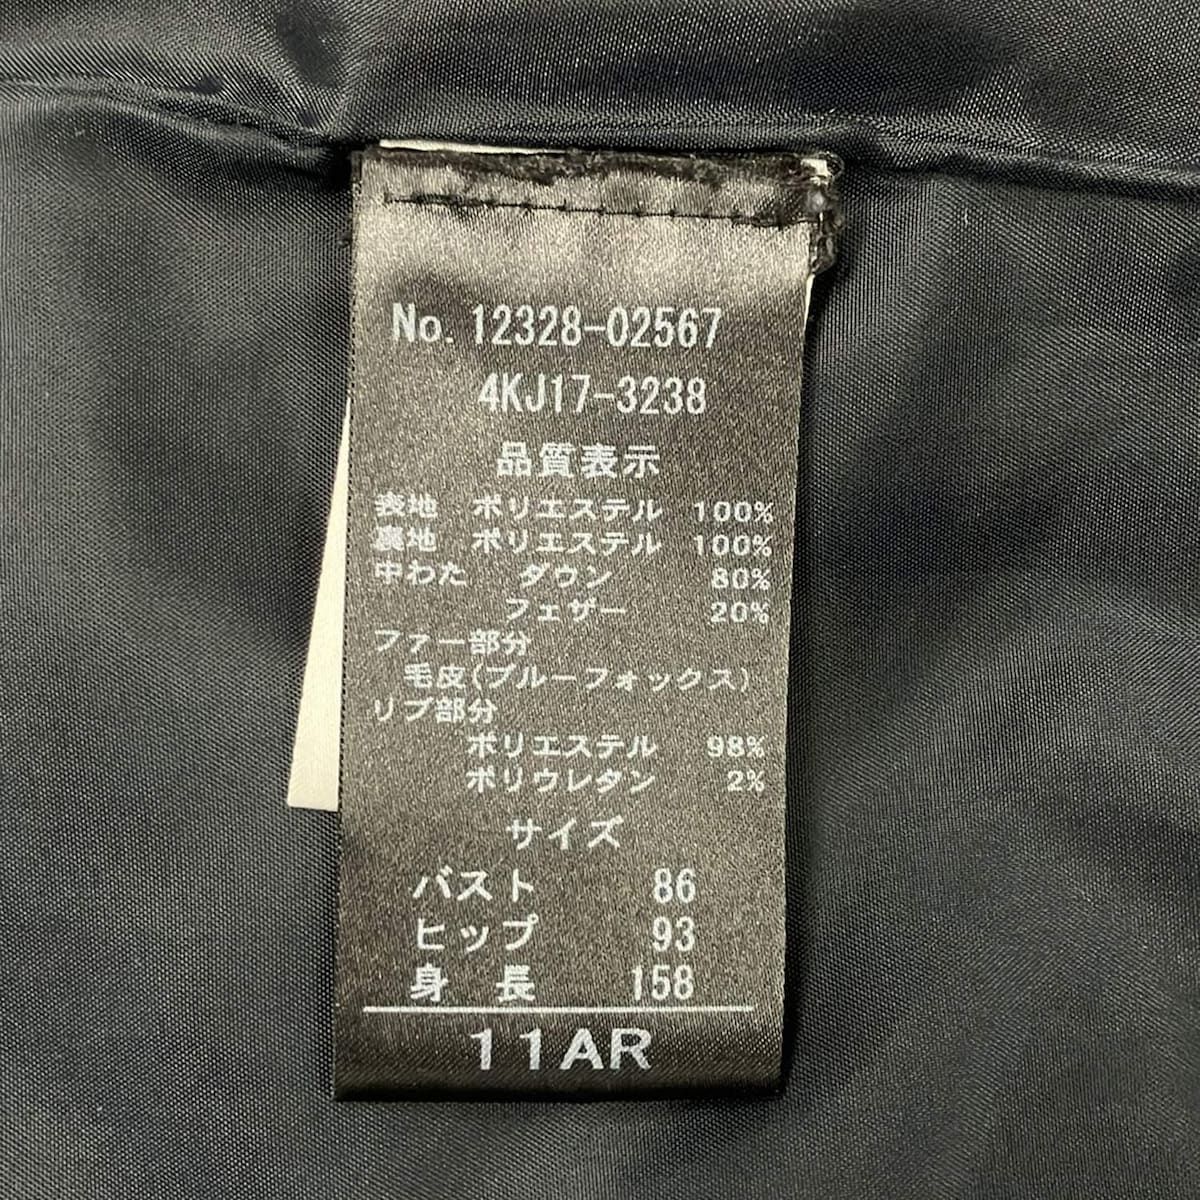 No. 12328-02567
4KJ17-3238
品質表示
表地 ポリエステル 100%
裏地 ポリエステル 100%
中わた ダウン 80%
フェザー 20%
ファー部分
毛皮(ブルーフォックス)
リブ部分
ポリエステル 98%
ポリウレタン 2%
サイズ
バスト 86
ヒップ 93
身 長 158
11AR